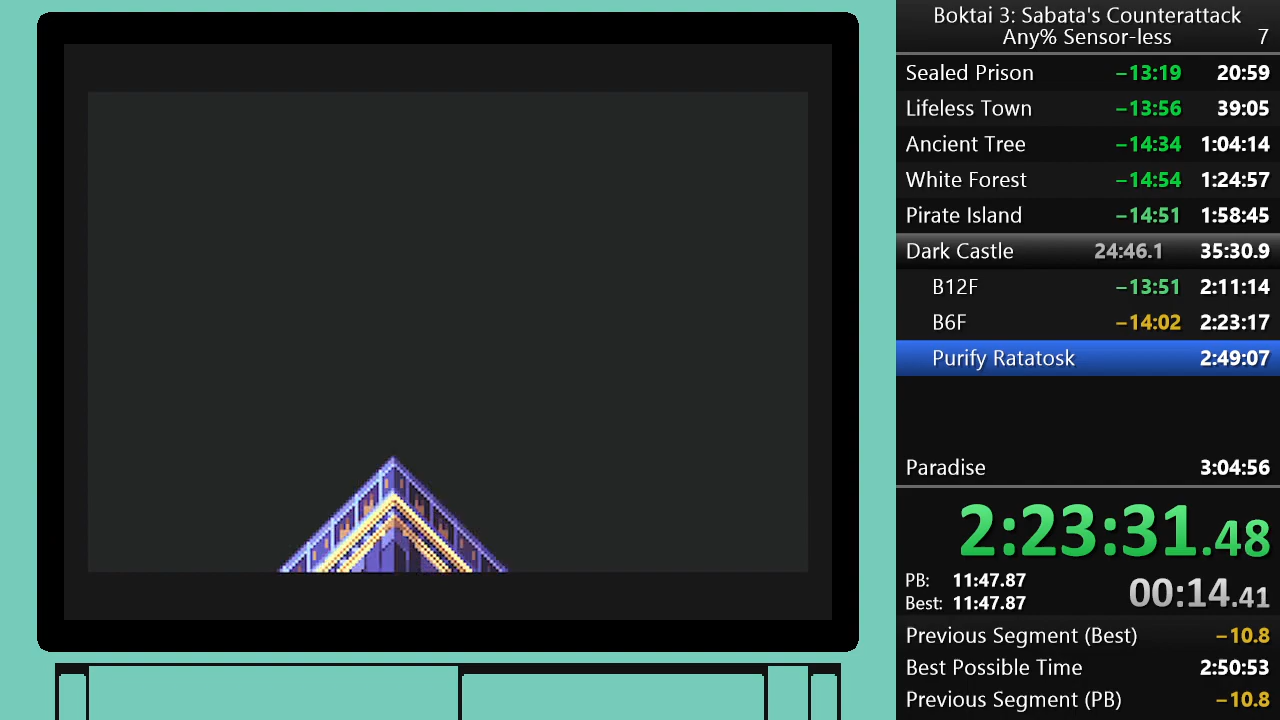 Boktai 3: Sabata's Counterattack
Any% Sensor-less 7
Sealed Prison −13:19 20:59
Lifeless Town −13:56 39:05
Ancient Tree −14:34 1:04:14
White Forest −14:54 1:24:57
Pirate Island −14:51 1:58:45
Dark Castle 24:46.1 35:30.9
B12F −13:51 2:11:14
B6F −14:02 2:23:17
Purify Ratatosk 2:49:07
Paradise 3:04:56
2:23:31.48
PB: 11:47.87
Best: 11:47.87
00:14.41
Previous Segment (Best) −10.8
Best Possible Time 2:50:53
Previous Segment (PB) −10.8